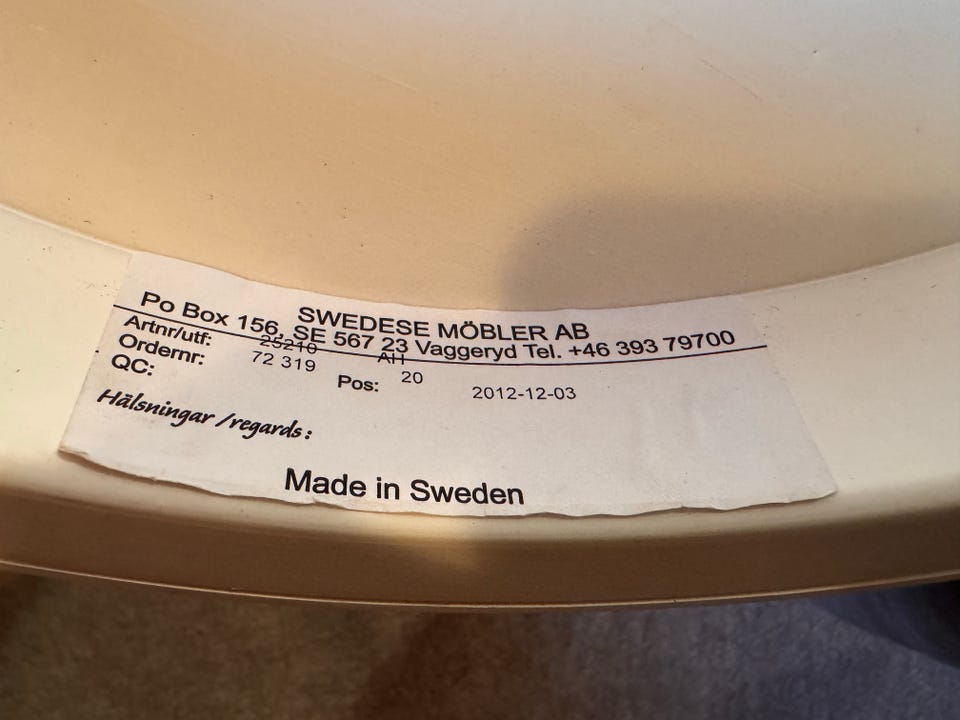 SWEDESE MÖBLER AB
Po Box 156, SE 567 23 Vaggeryd Tel. +46 393 79700
Artnr/utf: 25210 AH
Ordernr: 72 319 Pos: 20 2012-12-03
QC:
Hälsningar /regards:
Made in Sweden